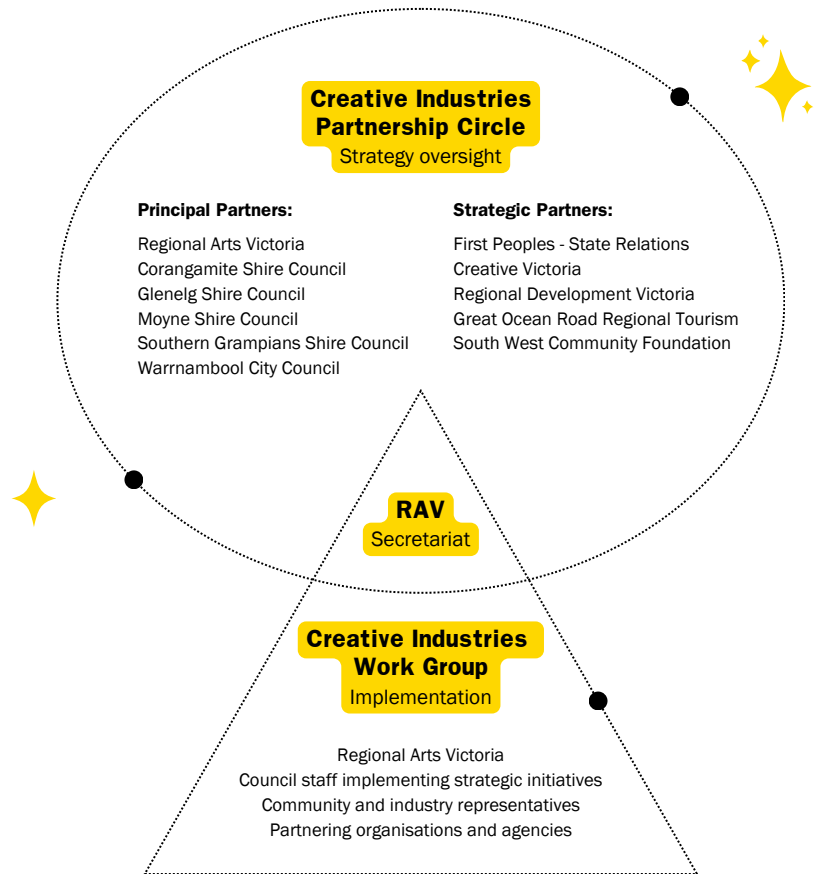 Creative Industries
Partnership Circle
Strategy oversight
Principal Partners:
Regional Arts Victoria
Corangamite Shire Council
Glenelg Shire Council
Moyne Shire Council
Southern Grampians Shire Council
Warrnambool City Council
Strategic Partners:
First Peoples - State Relations
Creative Victoria
Regional Development Victoria
Great Ocean Road Regional Tourism
South West Community Foundation
RAV
Secretariat
Creative Industries
Work Group
Implementation
Regional Arts Victoria
Council staff implementing strategic initiatives
Community and industry representatives
Partnering organisations and agencies